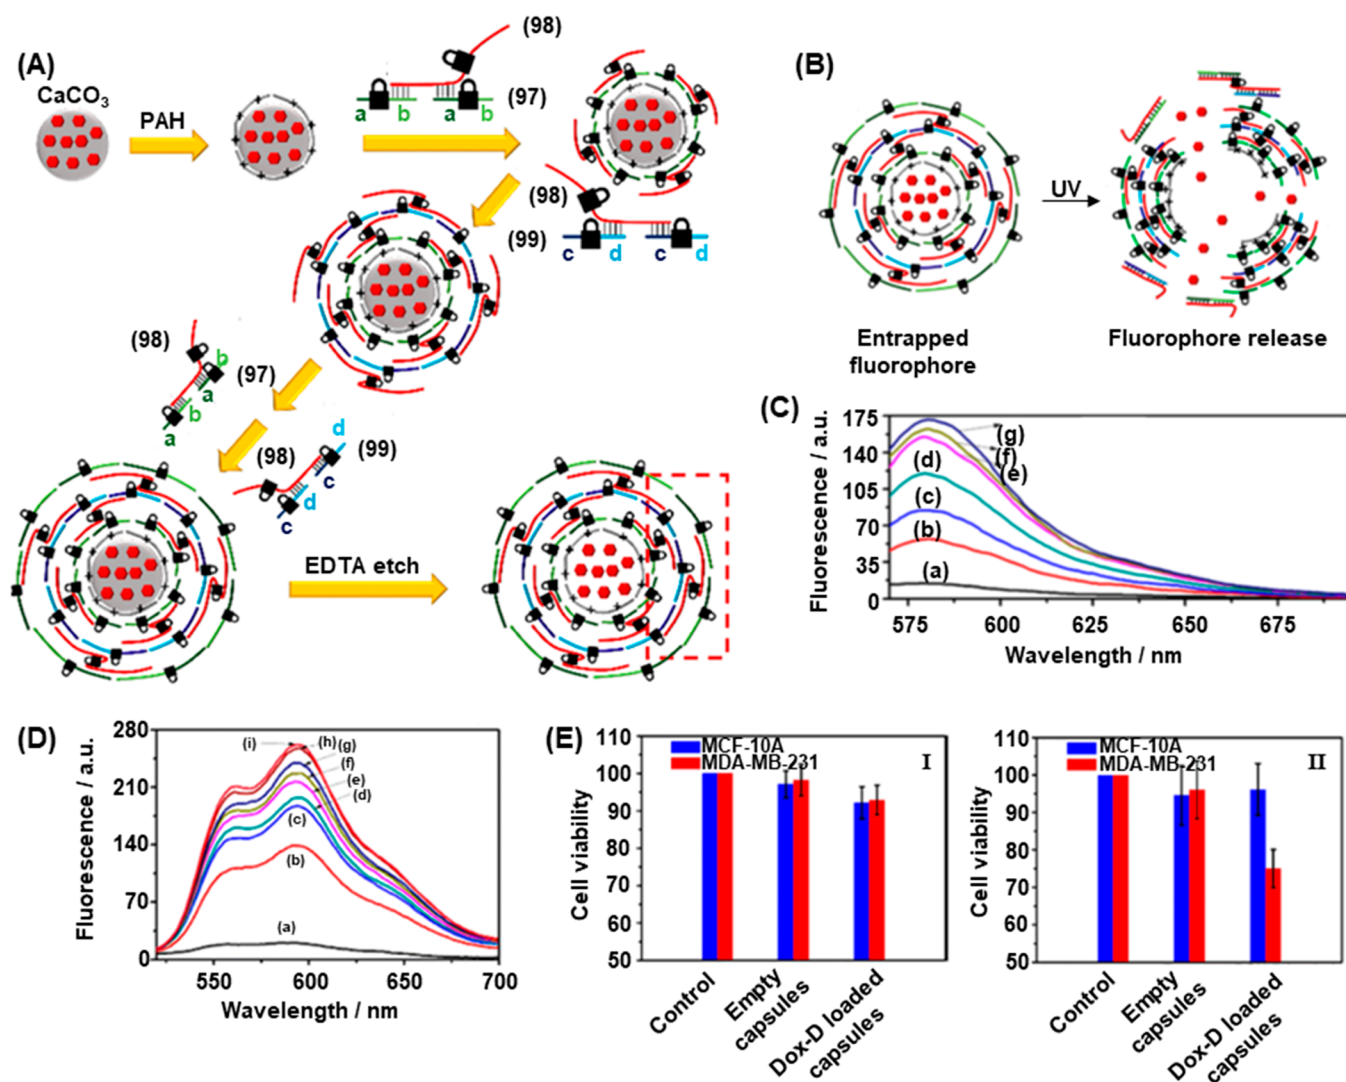 (A)
CaCO3
PAH
(98)
(97)
a b a b
(98)
(99)
c d c d
(98)
b
(97)
a
b
a
d
(98)
(99)
c
d
c
EDTA etch
(B)
UV
Entrapped
fluorophore
Fluorophore release
(C)
Fluorescence / a.u.
175
140
105
70
35
0
(g)
(f)
(e)
(d)
(c)
(b)
(a)
575 600 625 650 675
Wavelength / nm
(D)
Fluorescence / a.u.
280
210
140
70
0
(i)
(h)
(g)
(f)
(e)
(d)
(c)
(b)
(a)
550 600 650 700
Wavelength / nm
(E)
Cell viability
110
100
90
80
70
60
50
MCF-10A
MDA-MB-231
I
Control
Empty
capsules
Dox-D loaded
capsules
Cell viability
110
100
90
80
70
60
50
MCF-10A
MDA-MB-231
II
Control
Empty
capsules
Dox-D loaded
capsules